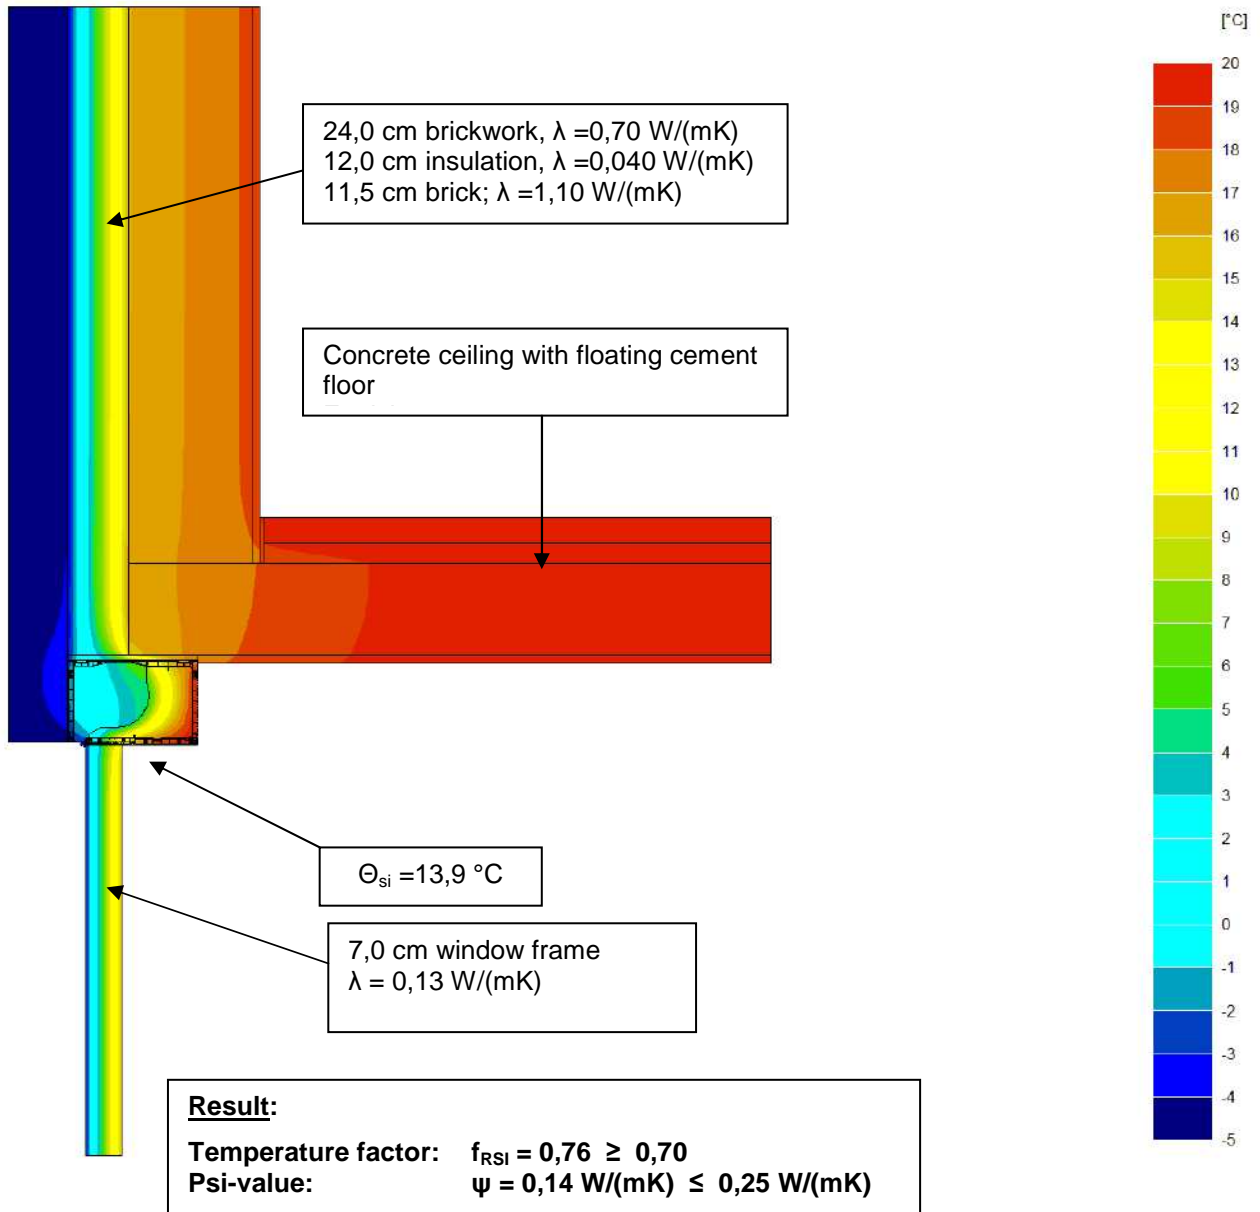 [°C]
24,0 cm brickwork, λ =0,70 W/(mK)
12,0 cm insulation, λ =0,040 W/(mK)
11,5 cm brick; λ =1,10 W/(mK)
Concrete ceiling with floating cement
floor
Θsi =13,9 °C
7,0 cm window frame
λ = 0,13 W/(mK)
20
19
18
17
16
15
14
13
12
11
10
9
8
7
6
5
4
3
2
1
0
-1
-2
-3
-4
-5
Result:
Temperature factor: fRSI = 0,76 ≥ 0,70
Psi-value: ψ = 0,14 W/(mK) ≤ 0,25 W/(mK)